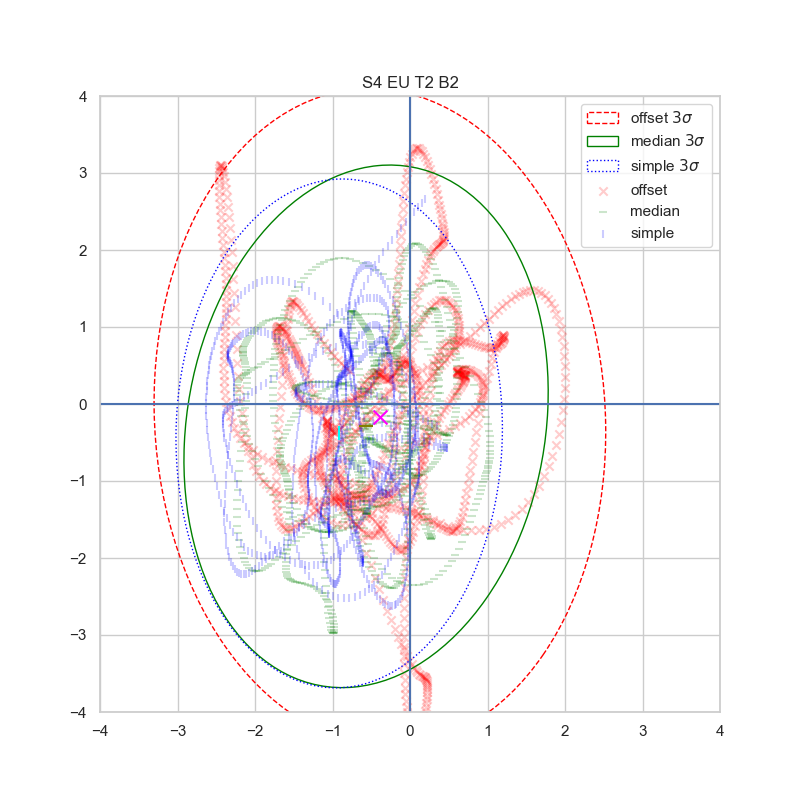 S4 EU T2 B2
offset 3σ
median 3σ
simple 3σ
offset
median
simple
4
3
2
1
0
−1
−2
−3
−4
−4 −3 −2 −1 0 1 2 3 4